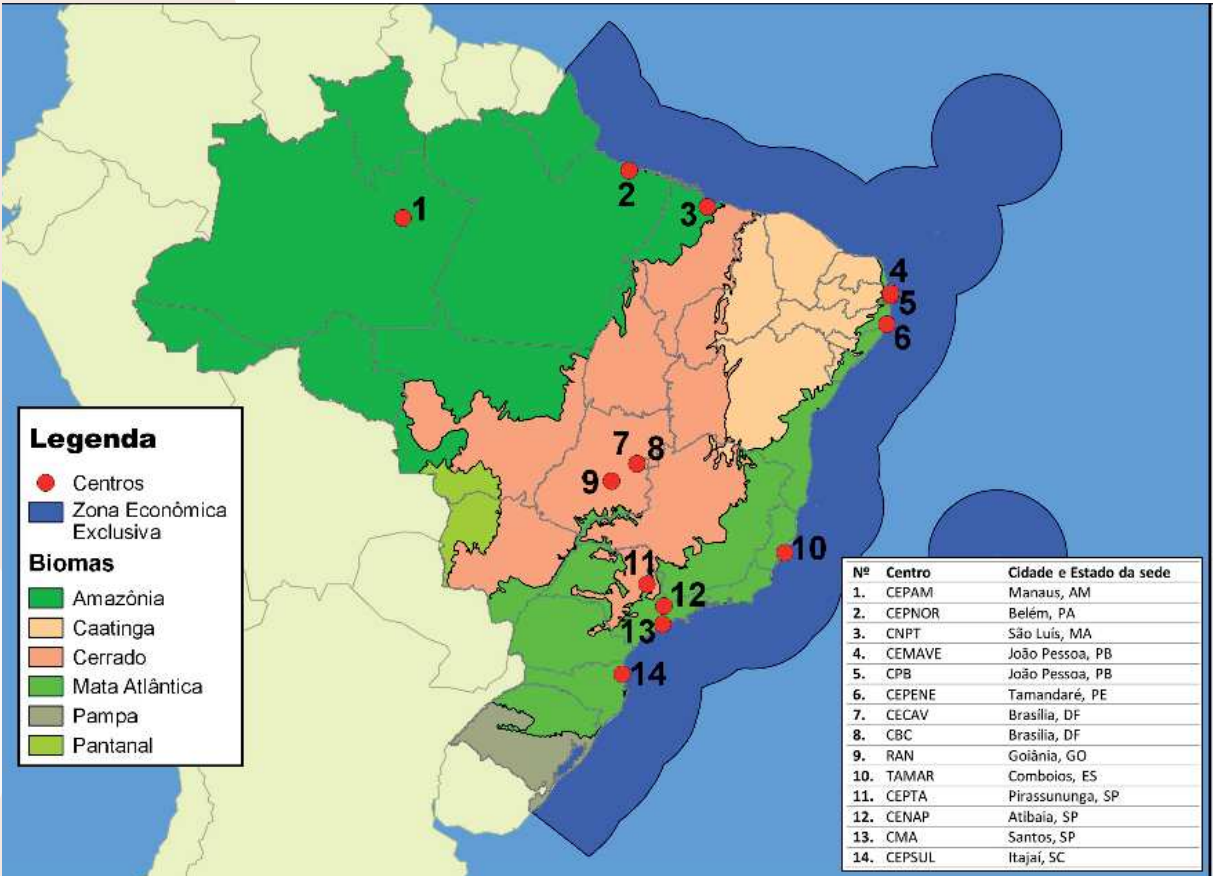 1
2
3
4
5
6
7
8
9
10
11
12
13
14
Legenda
Centros
Zona Econômica
Exclusiva
Biomas
Amazônia
Caatinga
Cerrado
Mata Atlântica
Pampa
Pantanal
Nº Centro Cidade e Estado da sede
1. CEPAM Manaus, AM
2. CEPNOR Belém, PA
3. CNPT São Luís, MA
4. CEMAVE João Pessoa, PB
5. CPB João Pessoa, PB
6. CEPENE Tamandaré, PE
7. CECAV Brasília, DF
8. CBC Brasilia, DF
9. RAN Goiânia, GO
10. TAMAR Comboios, ES
11. CEPTA Pirassununga, SP
12. CENAP Atibaia, SP
13. CMA Santos, SP
14. CEPSUL Itajaí, SC